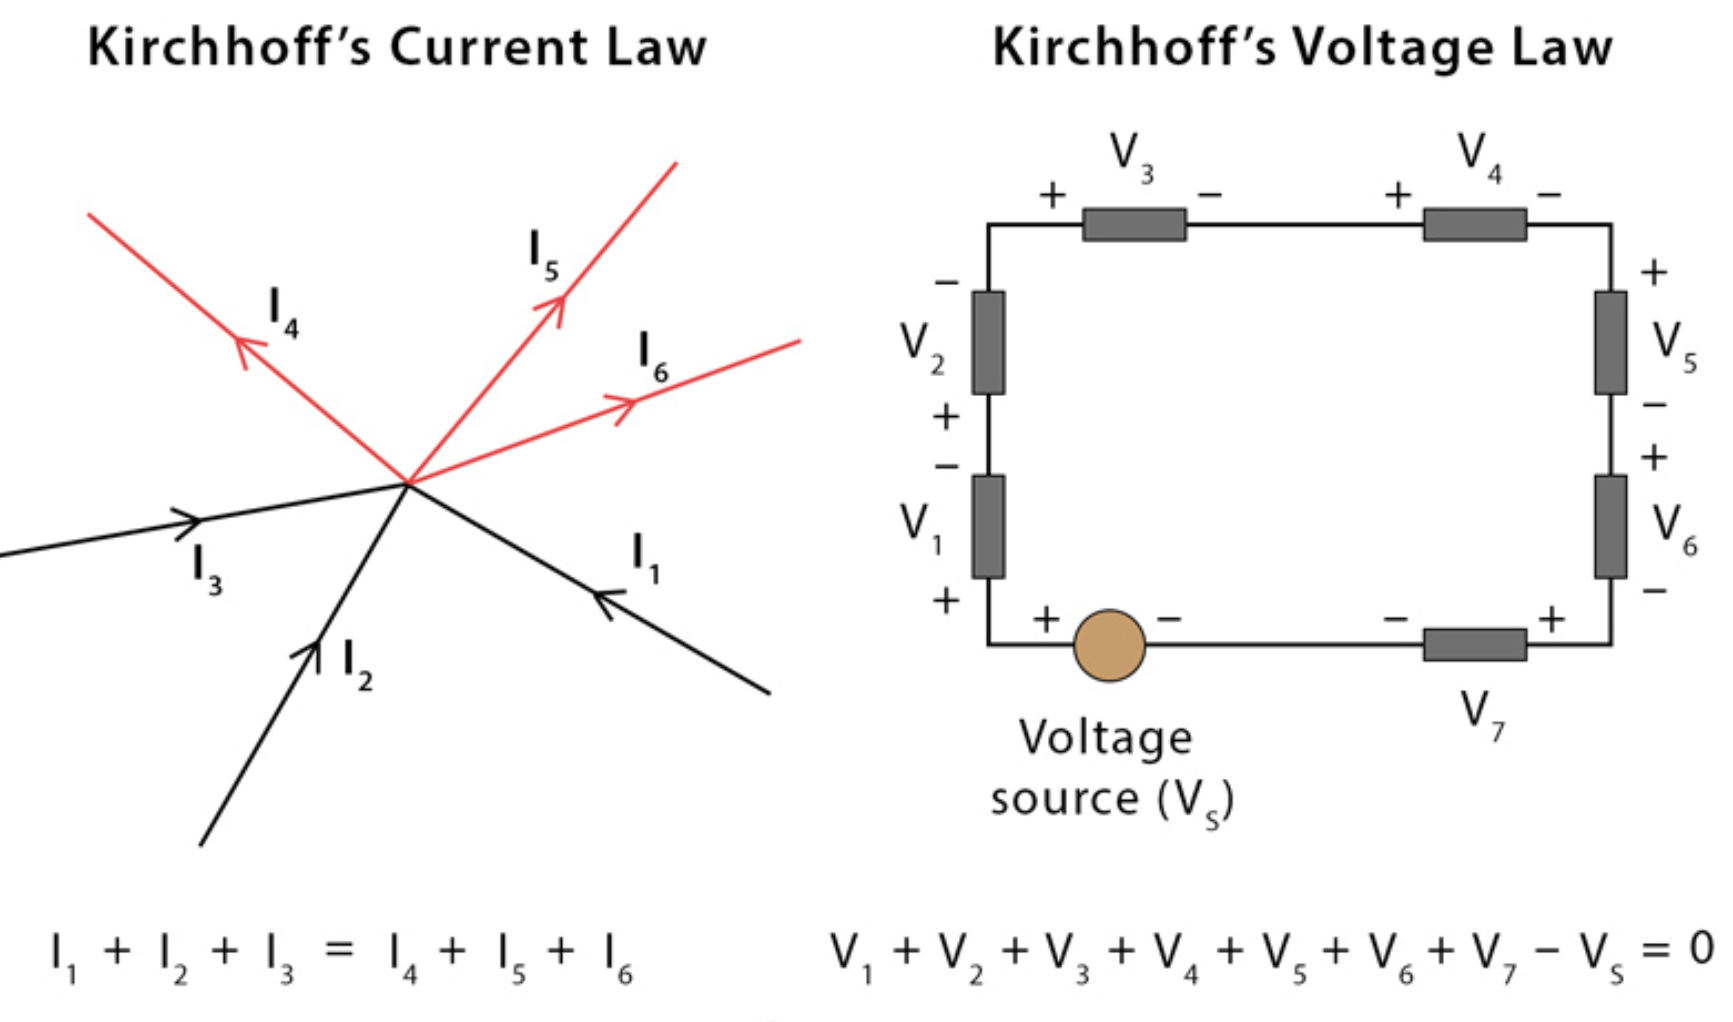 Kirchhoff's Current Law
I₅
I₄
I₆
I₃
I₁
I₂
I₁ + I₂ + I₃ = I₄ + I₅ + I₆
Kirchhoff's Voltage Law
V₃
V₄
+ − + −
− +
V₂ V₅
+ −
− +
V₁ V₆
+ −
+ − − +
V₇
Voltage
source (Vₛ)
V₁ + V₂ + V₃ + V₄ + V₅ + V₆ + V₇ − Vₛ = 0